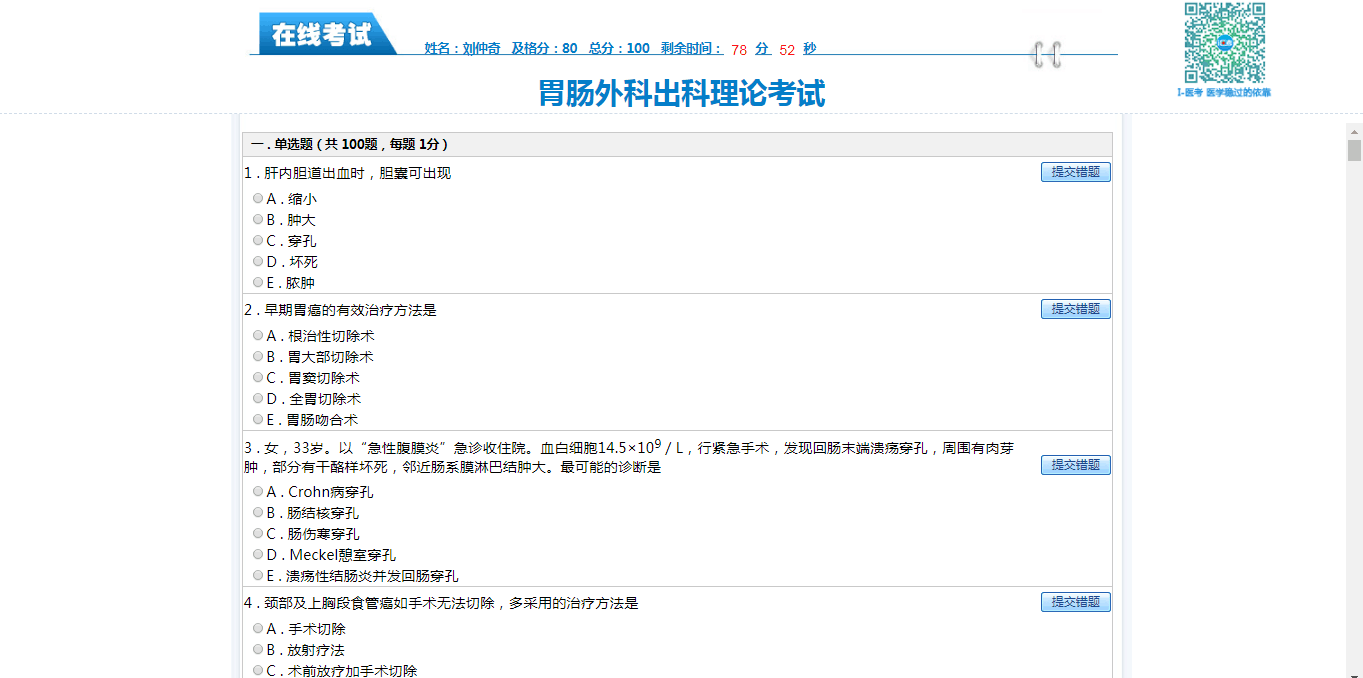 在线考试
姓名：刘仲奇 及格分：80 总分：100 剩余时间： 78 分 52 秒
I-医考 医学稳过的依靠
胃肠外科出科理论考试
一 . 单选题 ( 共 100题 , 每题 1分 )
1 . 肝内胆道出血时，胆囊可出现
提交错题
A . 缩小
B . 肿大
C . 穿孔
D . 坏死
E . 脓肿
2 . 早期胃癌的有效治疗方法是
提交错题
A . 根治性切除术
B . 胃大部切除术
C . 胃窦切除术
D . 全胃切除术
E . 胃肠吻合术
3 . 女，33岁。以“急性腹膜炎”急诊收住院。血白细胞14.5×10⁹ / L，行紧急手术，发现回肠末端溃疡穿孔，周围有肉芽
肿，部分有干酪样坏死，邻近肠系膜淋巴结肿大。最可能的诊断是
提交错题
A . Crohn病穿孔
B . 肠结核穿孔
C . 肠伤寒穿孔
D . Meckel憩室穿孔
E . 溃疡性结肠炎并发回肠穿孔
4 . 颈部及上胸段食管癌如手术无法切除，多采用的治疗方法是
提交错题
A . 手术切除
B . 放射疗法
C . 术前放疗加手术切除